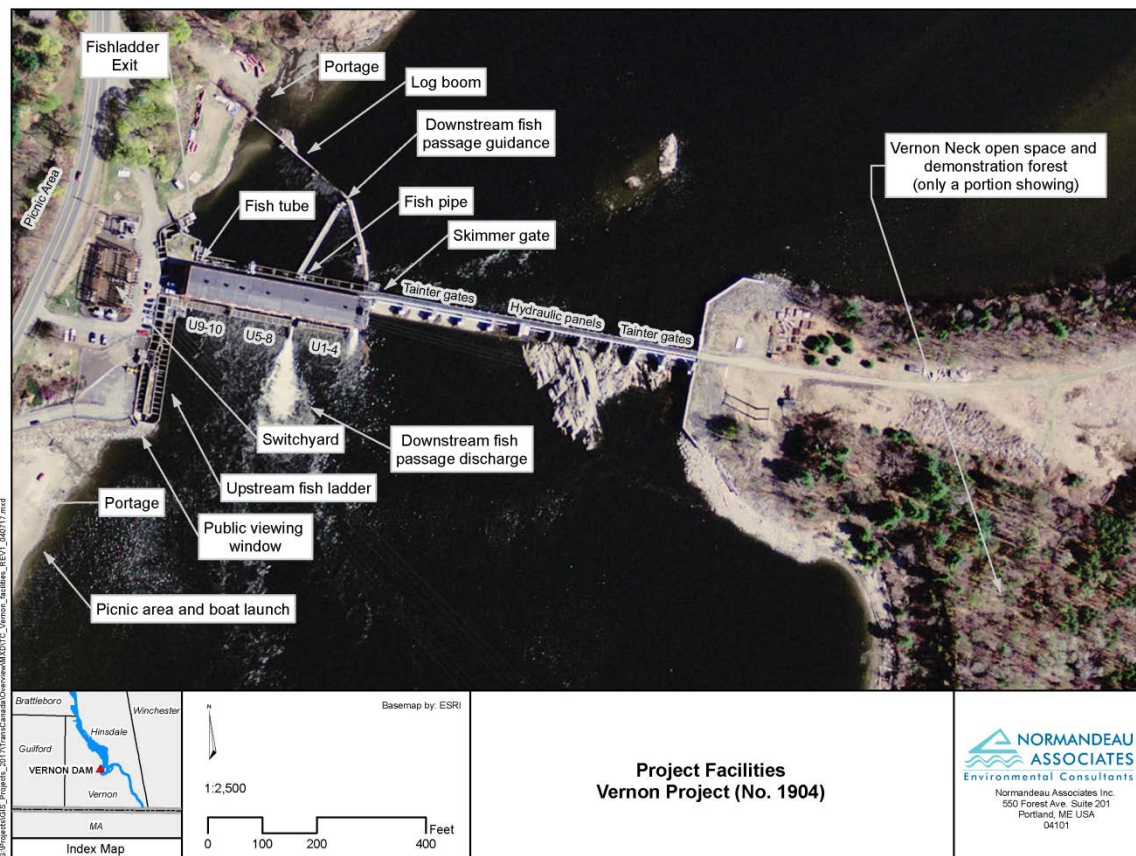 Fishladder
Exit
Portage
Log boom
Downstream fish
passage guidance
Vernon Neck open space and
demonstration forest
(only a portion showing)
Picnic Area
Fish tube
Fish pipe
Skimmer gate
Tainter gates
Hydraulic panels
Tainter gates
U9-10
U5-8
U1-4
Switchyard
Downstream fish
passage discharge
Upstream fish ladder
Portage
Public viewing
window
Picnic area and boat launch
Brattleboro
Winchester
Hinsdale
Guilford
VERNON DAM
Vernon
MA
Index Map
N
Basemap by: ESRI
1:2,500
Feet
0 100 200 400
Project Facilities
Vernon Project (No. 1904)
NORMANDEAU
ASSOCIATES
Environmental Consultants
Normandeau Associates Inc.
550 Forest Ave. Suite 201
Portland, ME USA
04101